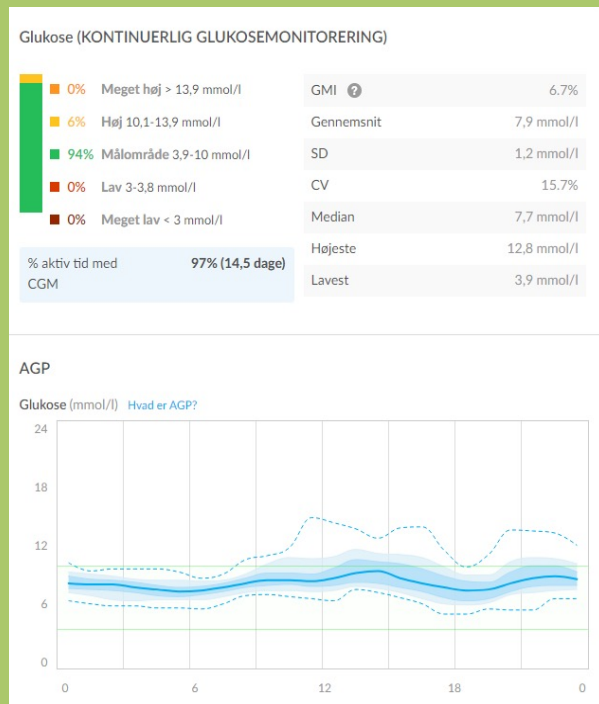 Glukose (KONTINUERLIG GLUKOSEMONITORERING)
0% Meget høj > 13,9 mmol/l
6% Høj 10,1-13,9 mmol/l
94% Målområde 3,9-10 mmol/l
0% Lav 3-3,8 mmol/l
0% Meget lav < 3 mmol/l
% aktiv tid med 97% (14,5 dage)
CGM
GMI ? 6.7%
Gennemsnit 7,9 mmol/l
SD 1,2 mmol/l
CV 15.7%
Median 7,7 mmol/l
Højeste 12,8 mmol/l
Lavest 3,9 mmol/l
AGP
Glukose (mmol/l) Hvad er AGP?
24
18
12
6
0
0 6 12 18 0